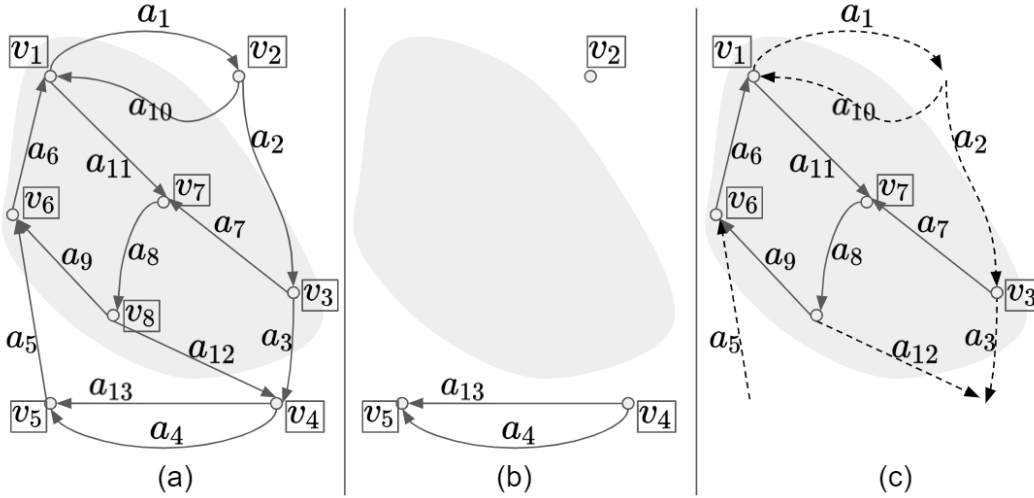 a₁
v₁
v₂
a₁₀
a₂
a₆
a₁₁
v₇
v₆
a₇
a₈
a₉
v₃
v₈
a₃
a₁₂
a₅
a₁₃
v₅
v₄
a₄
(a)
v₂
a₁₃
v₅
v₄
a₄
(b)
a₁
v₁
a₁₀
a₂
a₆
a₁₁
v₇
v₆
a₇
a₈
a₉
v₃
a₃
a₁₂
a₅
(c)